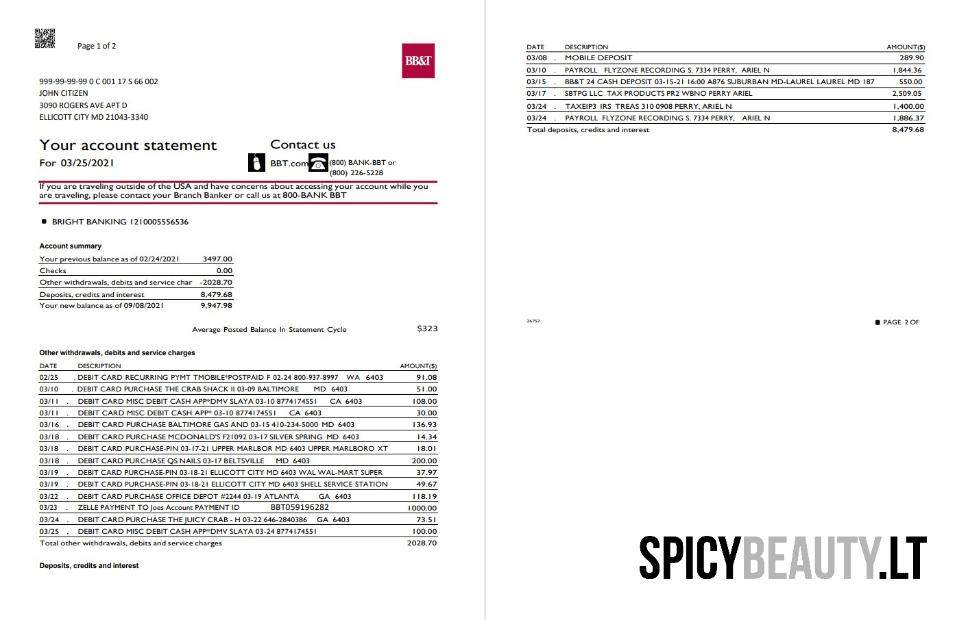 Page 1 of 2
BB&T
999-99-99-99 0 C 001 17 S 66 002
JOHN CITIZEN
3090 ROGERS AVE APT D
ELLICOTT CITY MD 21043-3340
Your account statement
For 03/25/2021
Contact us
BBT.com (800) BANK-BBT or
(800) 226-5228
If you are traveling outside of the USA and have concerns about accessing your account while you
are traveling, please contact your Branch Banker or call us at 800-BANK BBT
■ BRIGHT BANKING 1210005556536
Account summary
Your previous balance as of 02/24/2021 3497.00
Checks 0.00
Other withdrawals, debits and service char -2028.70
Deposits, credits and interest 8,479.68
Your new balance as of 09/08/2021 9,947.98
Average Posted Balance In Statement Cycle $323
Other withdrawals, debits and service charges
DATE DESCRIPTION AMOUNT($)
02/25 . DEBIT CARD RECURRING PYMT TMOBILE*POSTPAID F 02-24 800-937-8997 WA 6403 91.08
03/10 . DEBIT CARD PURCHASE THE CRAB SHACK II 03-09 BALTIMORE MD 6403 51.00
03/11 . DEBIT CARD MISC DEBIT CASH APP*DMV SLAYA 03-10 8774174551 CA 6403 108.00
03/11 . DEBIT CARD MISC DEBIT CASH APP* 03-10 8774174551 CA 6403 30.00
03/16 . DEBIT CARD PURCHASE BALTIMORE GAS AND 03-15 410-234-5000 MD 6403 136.93
03/18 . DEBIT CARD PURCHASE MCDONALD'S F21092 03-17 SILVER SPRING MD 6403 14.34
03/18 . DEBIT CARD PURCHASE-PIN 03-17-21 UPPER MARLBOR MD 6403 UPPER MARLBORO XT 18.01
03/18 . DEBIT CARD PURCHASE QS NAILS 03-17 BELTSVILLE MD 6403 200.00
03/19 . DEBIT CARD PURCHASE-PIN 03-18-21 ELLICOTT CITY MD 6403 WAL WAL-MART SUPER 37.97
03/19 . DEBIT CARD PURCHASE-PIN 03-18-21 ELLICOTT CITY MD 6403 SHELL SERVICE STATION 49.67
03/22 . DEBIT CARD PURCHASE OFFICE DEPOT #2244 03-19 ATLANTA GA 6403 118.19
03/23 . ZELLE PAYMENT TO Joes Account PAYMENT ID BBT059196282 1000.00
03/24 . DEBIT CARD PURCHASE THE JUICY CRAB - H 03-22 646-2840386 GA 6403 73.51
03/25 . DEBIT CARD MISC DEBIT CASH APP*DMV SLAYA 03-24 8774174551 100.00
Total other withdrawals, debits and service charges 2028.70
Deposits, credits and interest
DATE DESCRIPTION AMOUNT($)
03/08 . MOBILE DEPOSIT 289.90
03/10 . PAYROLL FLYZONE RECORDING S. 7334 PERRY, ARIEL N 1,844.36
03/15 . BB&T 24 CASH DEPOSIT 03-15-21 16:00 A876 SUBURBAN MD-LAUREL LAUREL MD 187 550.00
03/17 . SBTPG LLC TAX PRODUCTS PR2 WBNO PERRY ARIEL 2,509.05
03/24 . TAXEIP3 IRS TREAS 310 0908 PERRY, ARIEL N 1,400.00
03/24 . PAYROLL FLYZONE RECORDING S. 7334 PERRY, ARIEL N 1,886.37
Total deposits, credits and interest 8,479.68
■ PAGE 2 OF
SPICYBEAUTY.LT